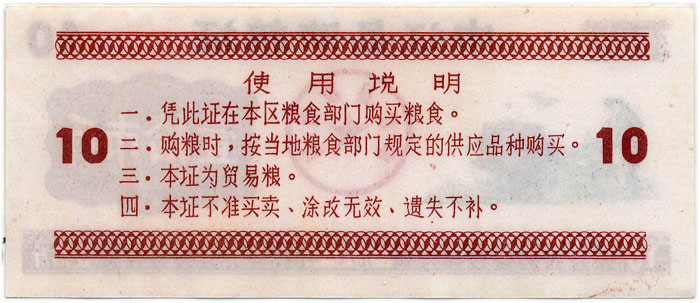 使用说明
一．凭此证在本区粮食部门购买粮食。
10 二．购粮时，按当地粮食部门规定的供应品种购买。 10
三．本证为贸易粮。
四．本证不准买卖、涂改无效、遗失不补。